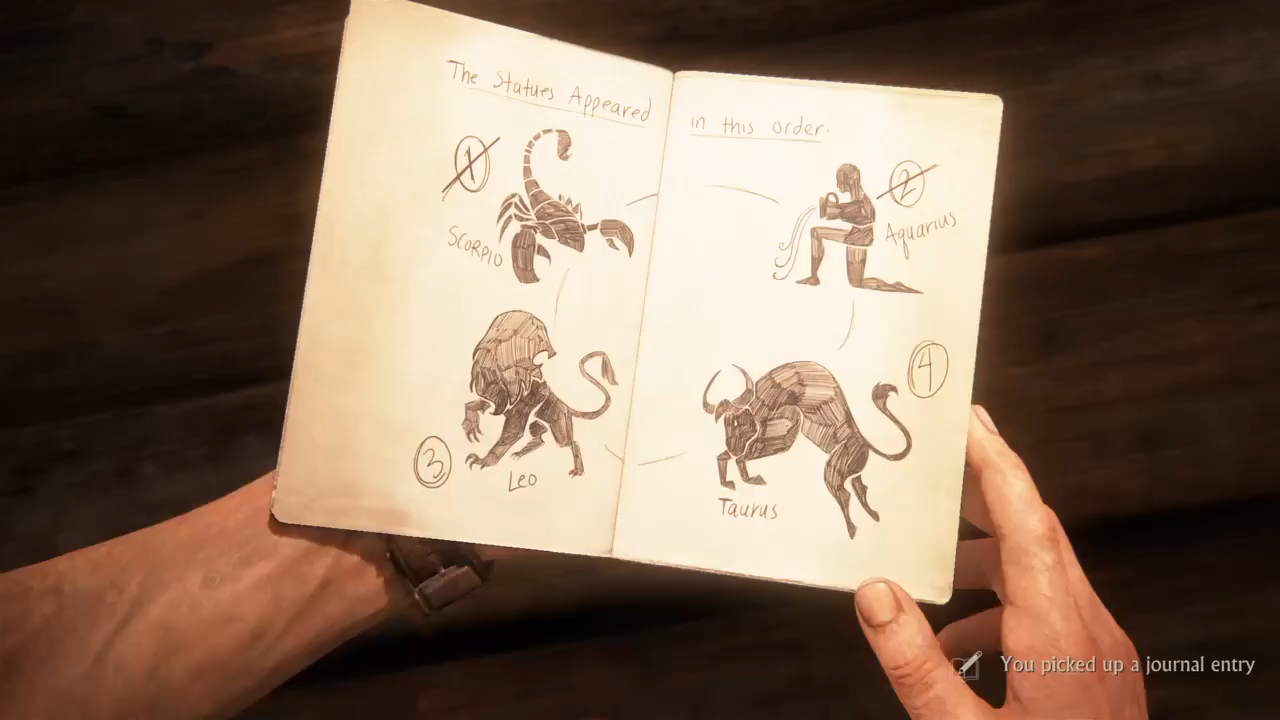 The Statues Appeared in this order.
1
2
SCORPIO
Aquarius
3
Leo
4
Taurus
You picked up a journal entry